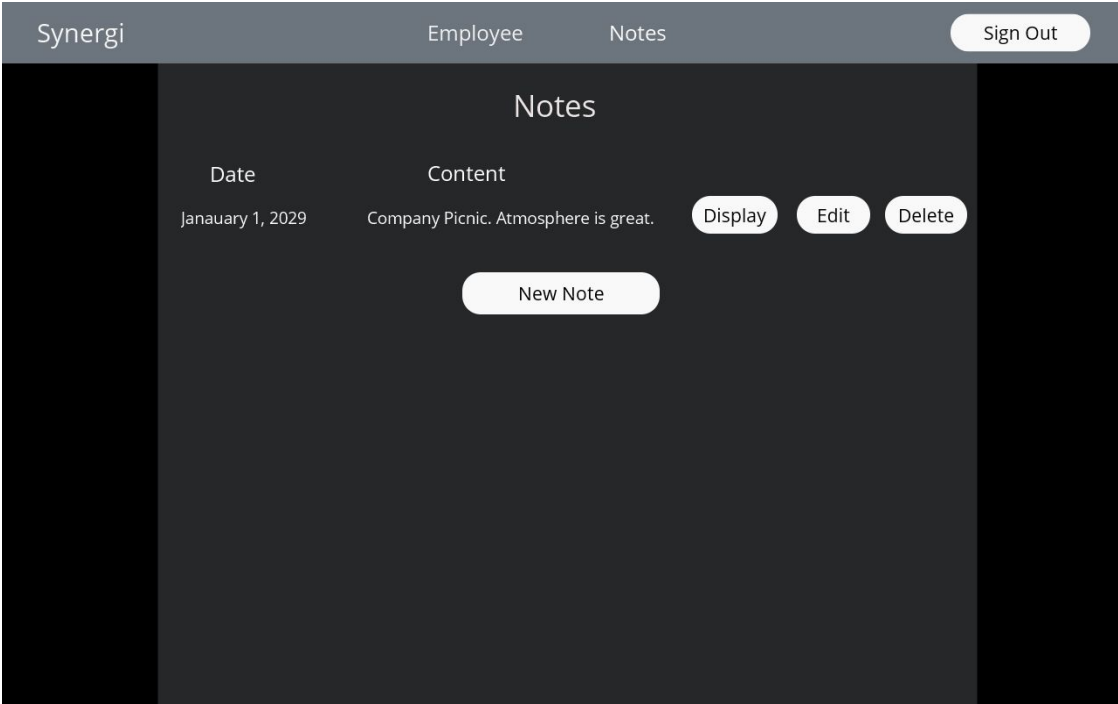 Synergi Employee Notes Sign Out
Notes
Date Content
Janauary 1, 2029 Company Picnic. Atmosphere is great. Display Edit Delete
New Note